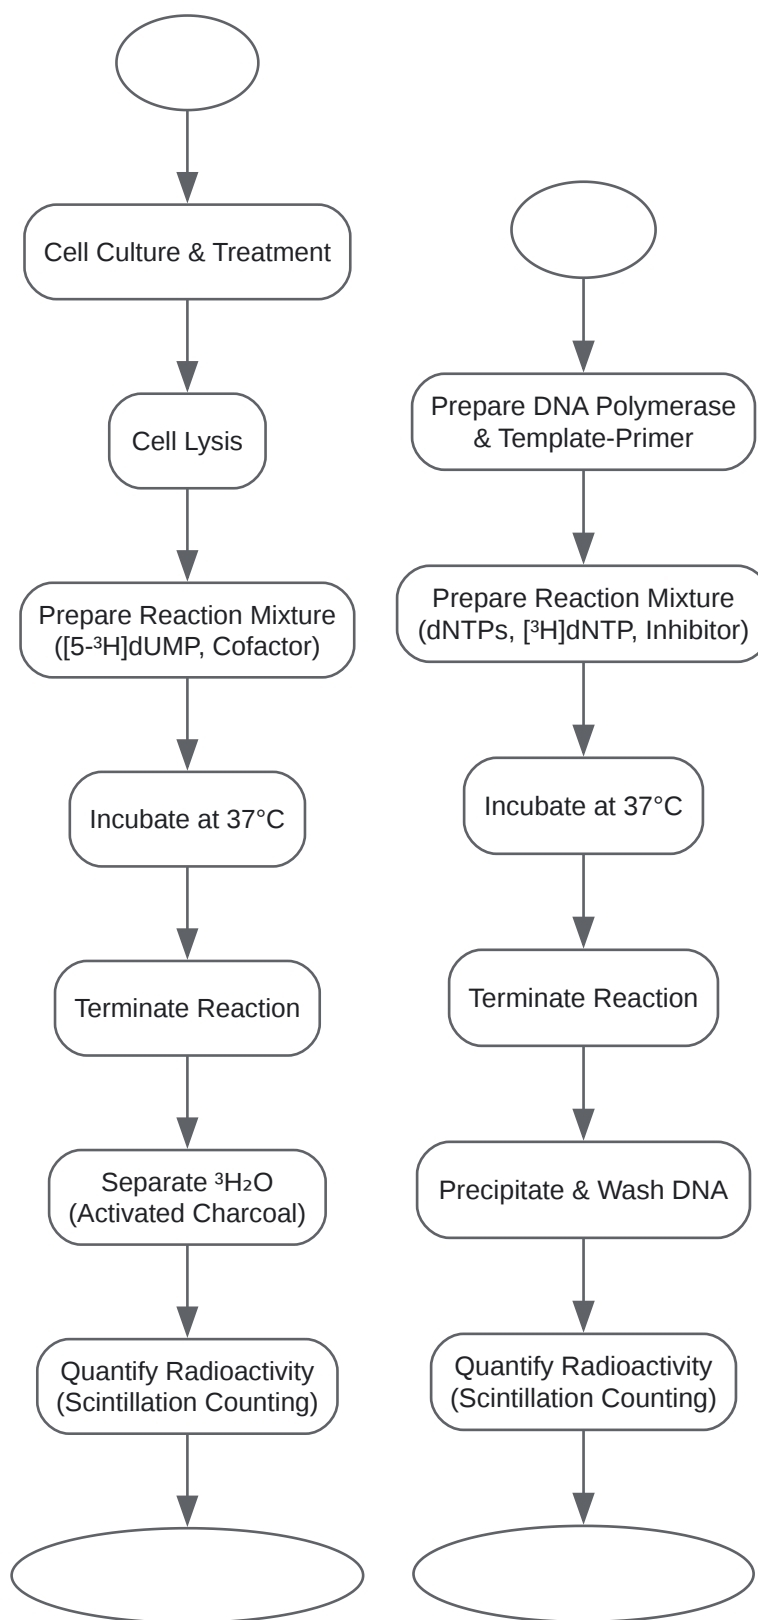 Cell Culture & Treatment
Cell Lysis
Prepare Reaction Mixture
([5-³H]dUMP, Cofactor)
Incubate at 37°C
Terminate Reaction
Separate ³H₂O
(Activated Charcoal)
Quantify Radioactivity
(Scintillation Counting)
Prepare DNA Polymerase
& Template-Primer
Prepare Reaction Mixture
(dNTPs, [³H]dNTP, Inhibitor)
Incubate at 37°C
Terminate Reaction
Precipitate & Wash DNA
Quantify Radioactivity
(Scintillation Counting)